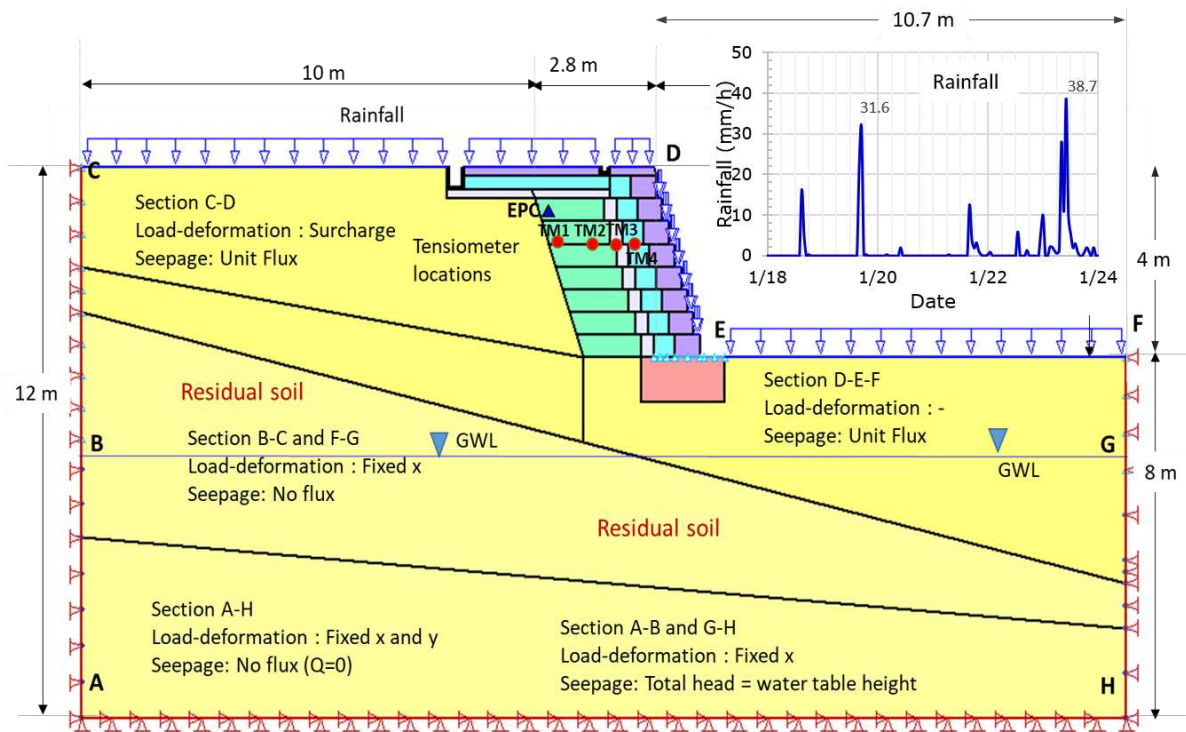 10.7 m
10 m
2.8 m
Rainfall
C
D
Section C-D
Load-deformation : Surcharge
Seepage: Unit Flux
Tensiometer
locations
EPC
TM1 TM2 TM3
TM4
Rainfall (mm/h)
50
40
30
20
10
0
Rainfall
31.6
38.7
1/18 1/20 1/22 1/24
Date
4 m
E
F
12 m
Residual soil
Section D-E-F
Load-deformation : -
Seepage: Unit Flux
B
Section B-C and F-G
Load-deformation : Fixed x
Seepage: No flux
GWL
GWL
G
8 m
Residual soil
Section A-H
Load-deformation : Fixed x and y
Seepage: No flux (Q=0)
Section A-B and G-H
Load-deformation : Fixed x
Seepage: Total head = water table height
A
H